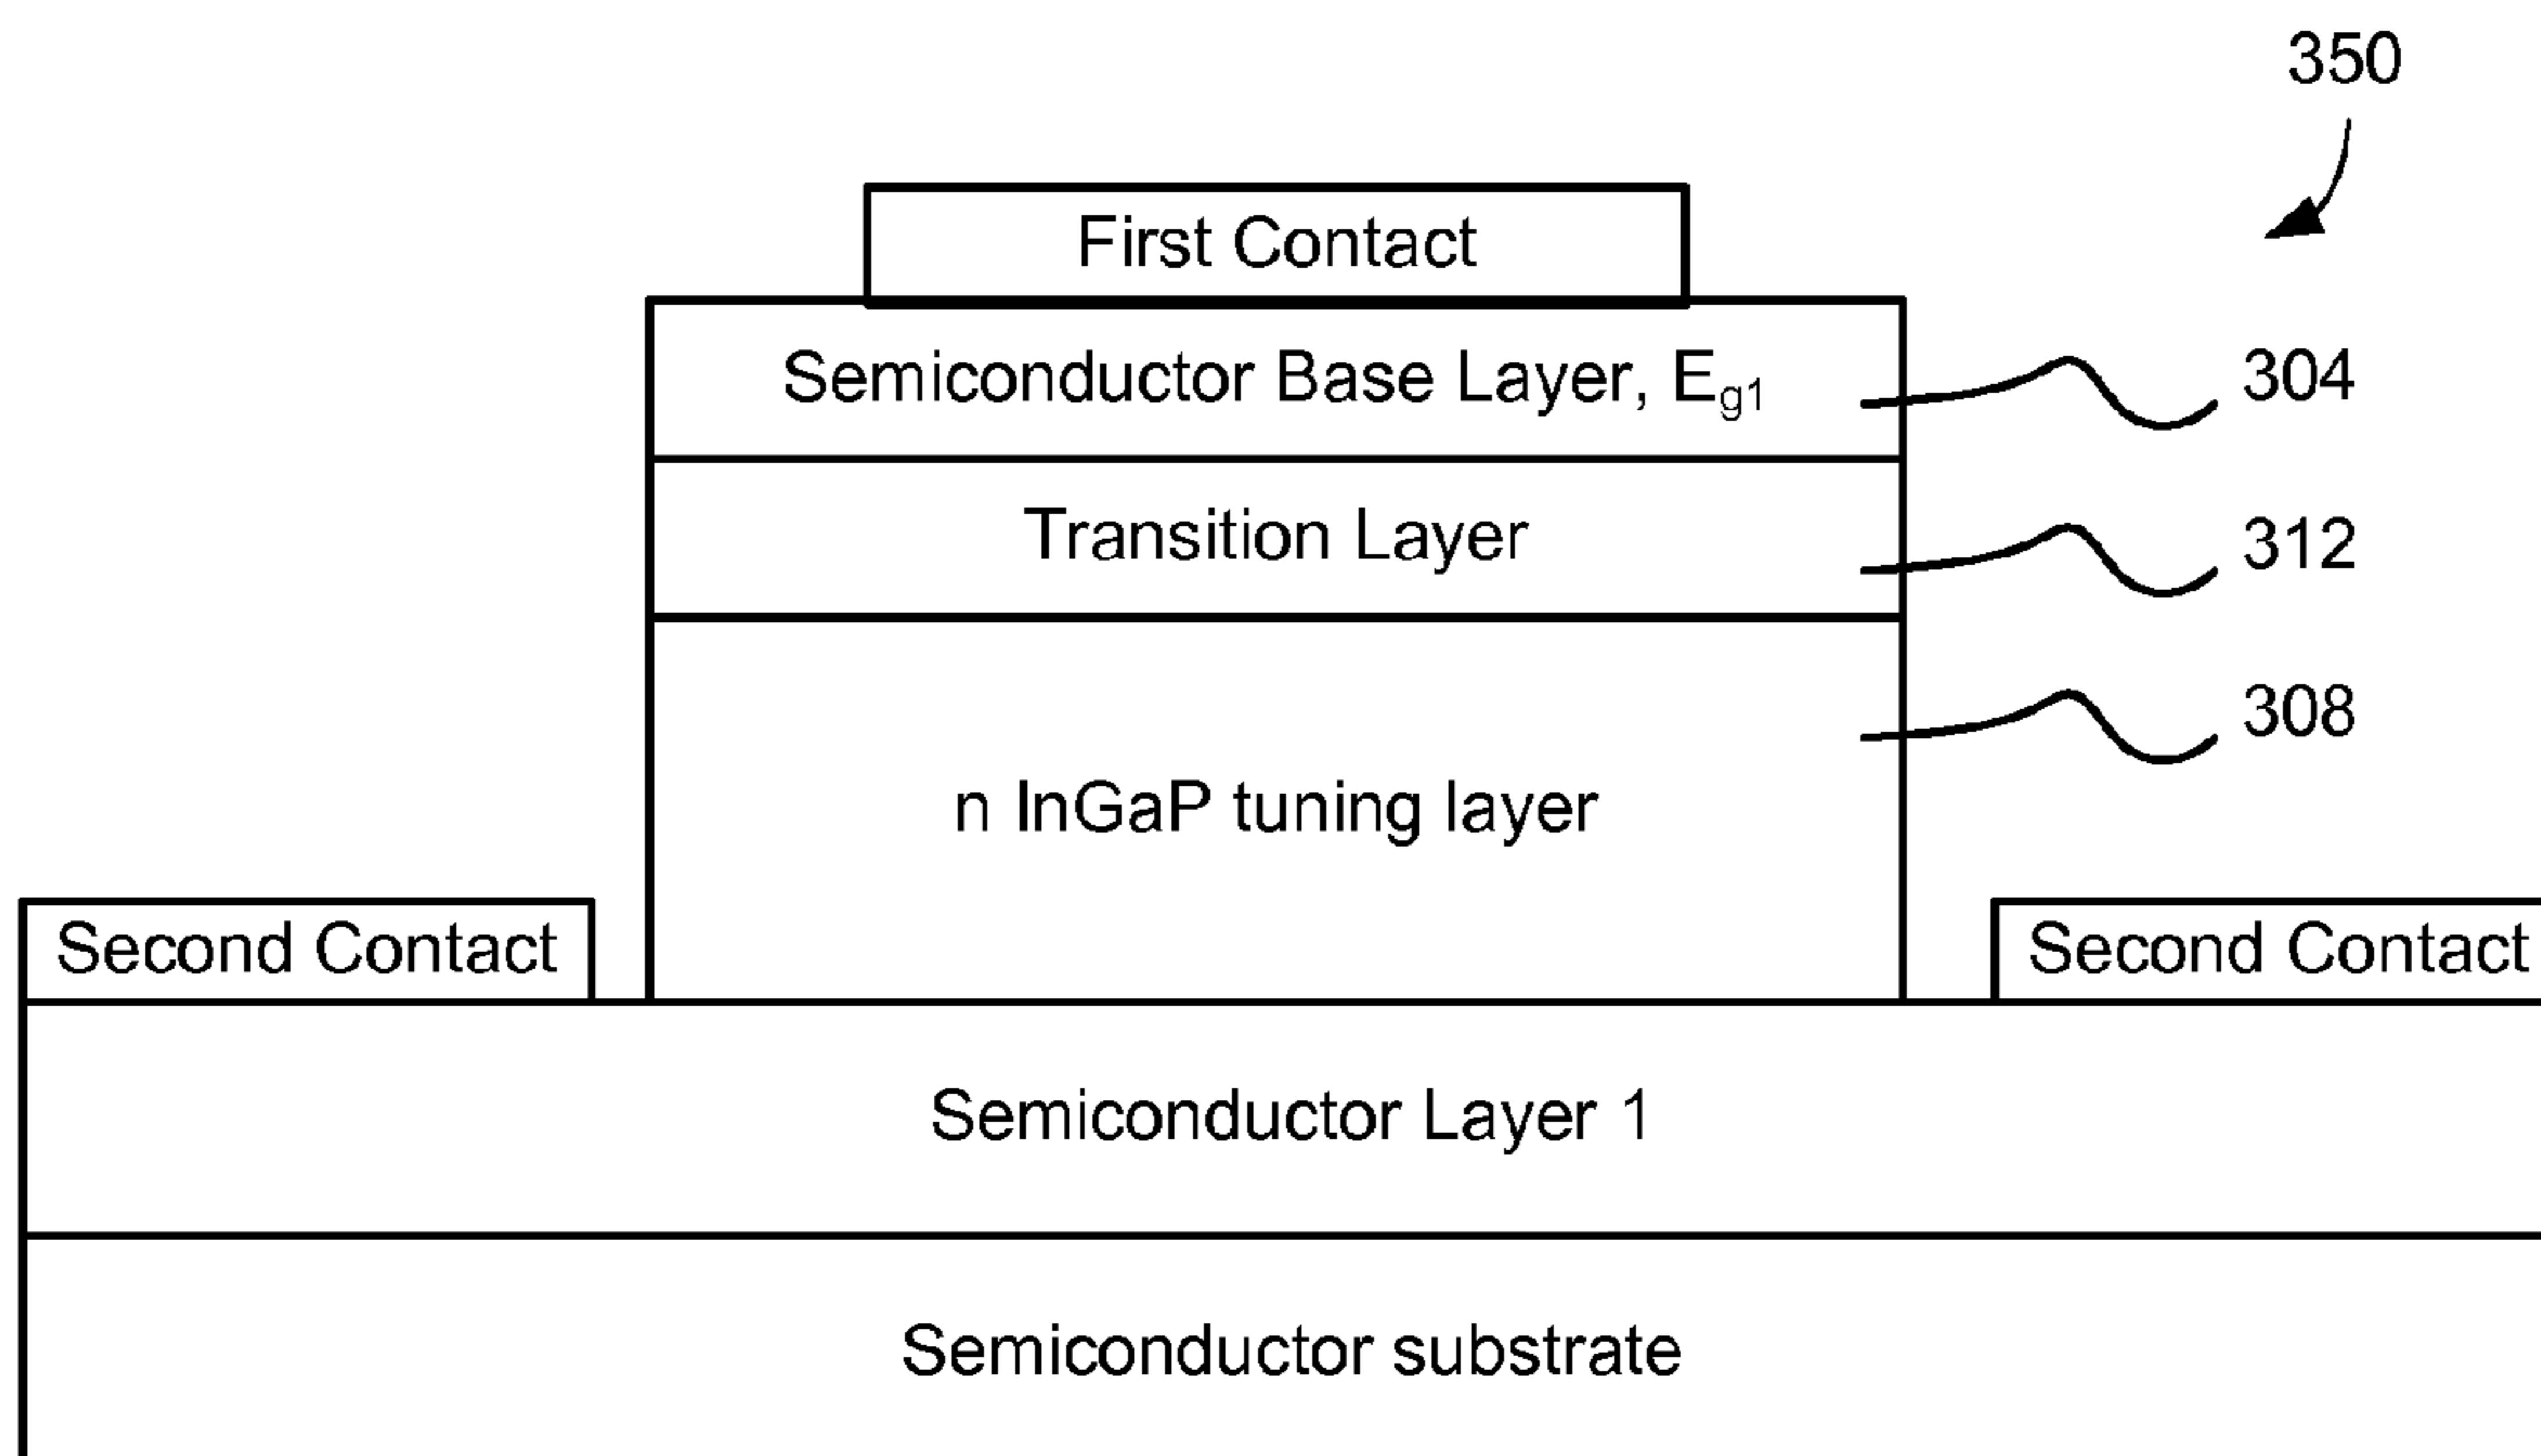 350
First Contact
Semiconductor Base Layer, Eg1
304
Transition Layer
312
308
n InGaP tuning layer
Second Contact
Second Contact
Semiconductor Layer 1
Semiconductor substrate